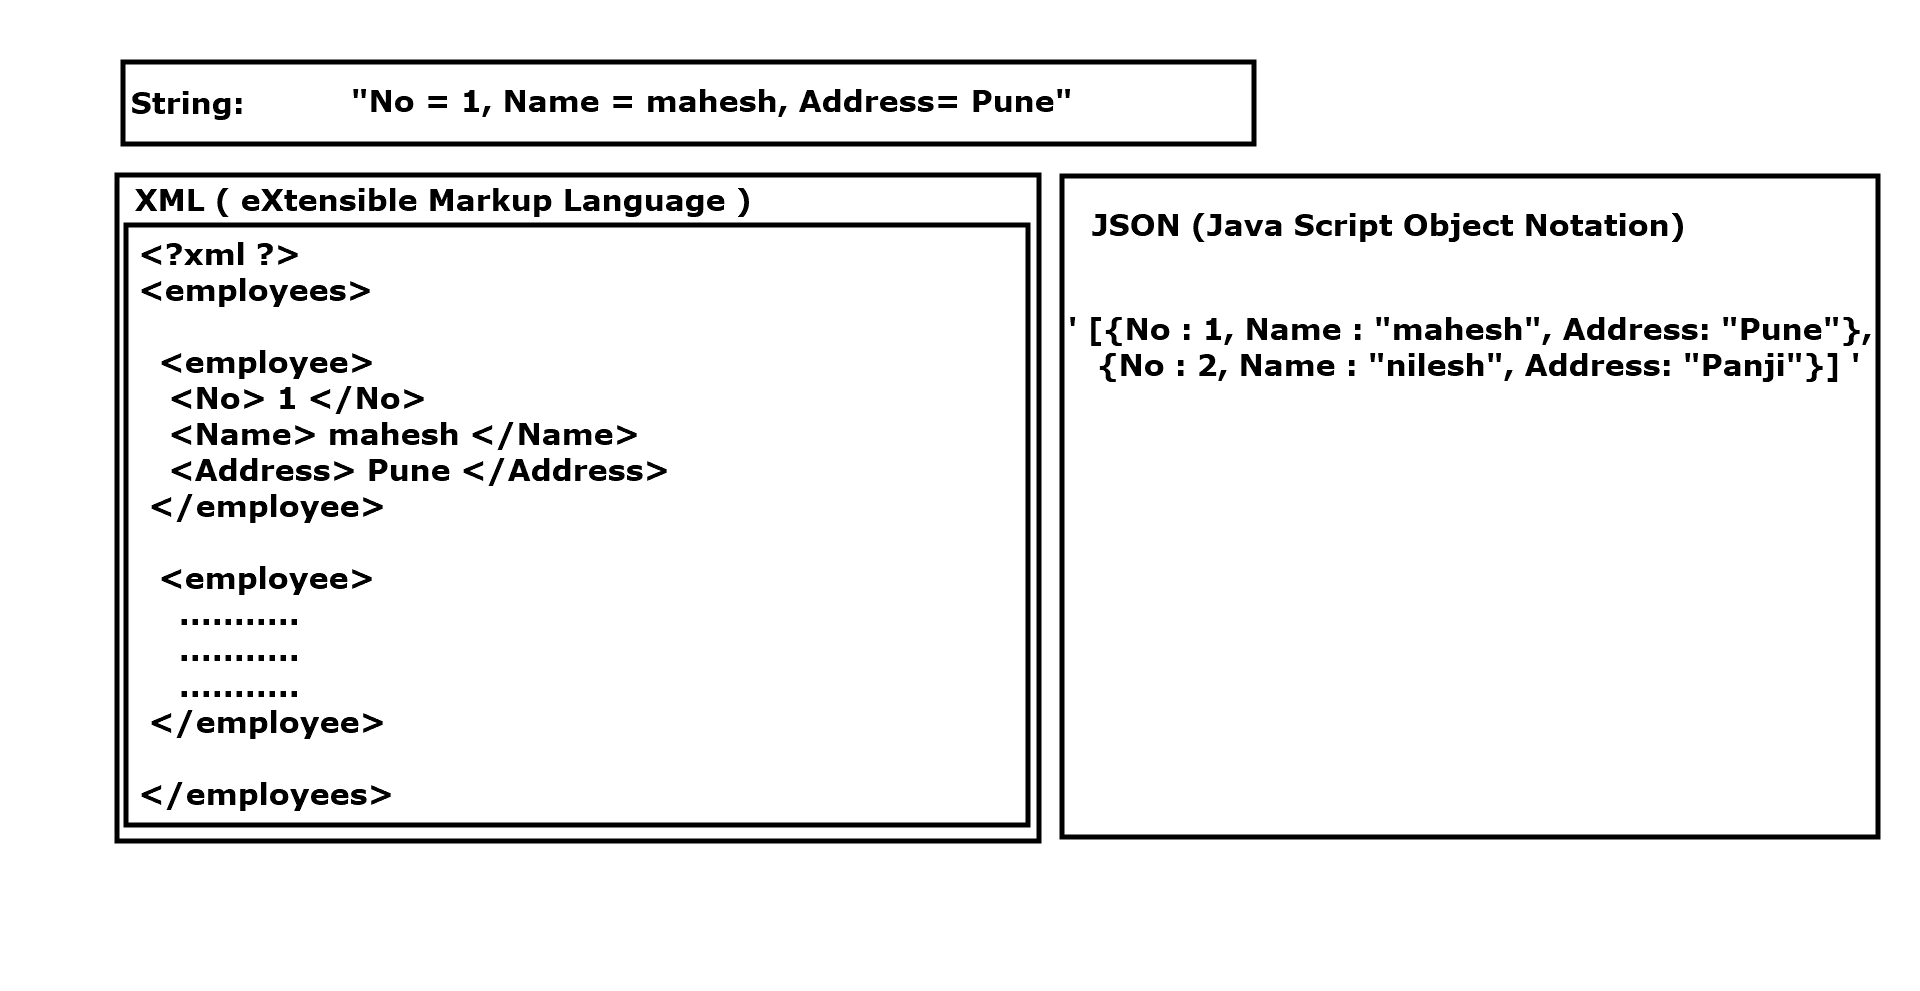 String: "No = 1, Name = mahesh, Address= Pune"
XML ( eXtensible Markup Language )
<?xml ?>
<employees>
<employee>
<No> 1 </No>
<Name> mahesh </Name>
<Address> Pune </Address>
</employee>
<employee>
...........
...........
...........
</employee>
</employees>
JSON (Java Script Object Notation)
' [{No : 1, Name : "mahesh", Address: "Pune"},
{No : 2, Name : "nilesh", Address: "Panji"}] '